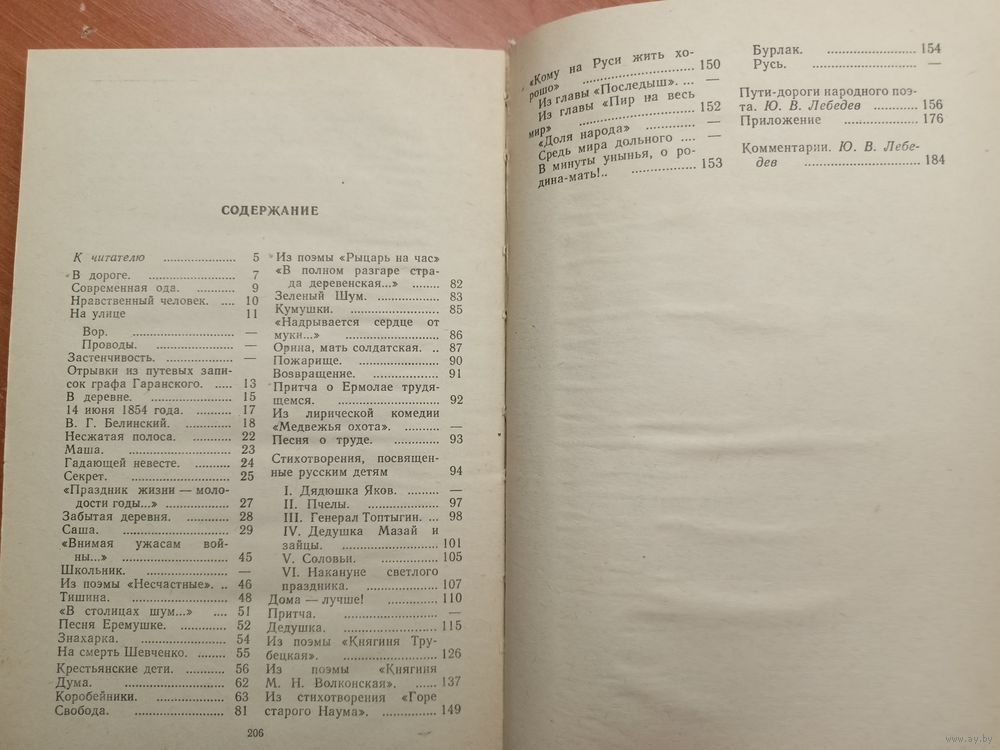 СОДЕРЖАНИЕ
К читателю ..................... 5
В дороге. ....................... 7
Современная ода. ........... 9
Нравственный человек. .... 10
На улице 11
Вор. ............................ —
Проводы. ..................... —
Застенчивость. ................ —
Отрывки из путевых запи-
сок графа Гаранского. ..... 13
В деревне. ..................... 15
14 июня 1854 года. .......... 17
В. Г. Белинский. ............. 18
Несжатая полоса. ............ 22
Маша. ........................... 23
Гадающей невесте. .......... 24
Секрет. ......................... 25
«Праздник жизни — моло-
дости годы...» .................. 27
Забытая деревня. ............ 28
Саша. ............................ 29
«Внимая ужасам вой-
ны...» ............................ 45
Школьник. ..................... —
Из поэмы «Несчастные». .. 46
Тишина. ........................ 48
«В столицах шум...» .... 51
Песня Еремушке. ............ 52
Знахарка. ...................... 54
На смерть Шевченко. ........ 55
Крестьянские дети. .......... 56
Дума. ............................ 62
Коробейники. .................. 63
Свобода. ........................ 81
206
Из поэмы «Рыцарь на час»
«В полном разгаре стра-
да деревенская...» ........ 82
Зеленый Шум. ................. 83
Кумушки. ...................... 85
«Надрывается сердце от
муки...» ......................... 86
Орина, мать солдатская. .. 87
Пожарище. ..................... 90
Возвращение. .................. 91
Притча о Ермолае трудя-
щемся. .......................... 92
Из лирической комедии
«Медвежья охота». .......... —
Песня о труде. ................ 93
Стихотворения, посвящен-
ные русским детям 94
I. Дядюшка Яков. ......... —
II. Пчелы. ................... 97
III. Генерал Топтыгин. ... 98
IV. Дедушка Мазай и
зайцы. ........................... 101
V. Соловьи. .................. 105
VI. Накануне светлого
праздника. ..................... 107
Дома — лучше! ............... 110
Притча. ......................... —
Дедушка. ....................... 115
Из поэмы «Княгиня Тру-
бецкая». ........................ 126
Из поэмы «Княгиня
М. Н. Волконская». ...... 137
Из стихотворения «Горе
старого Наума». .............. 149
«Кому на Руси жить хо-
рошо» ........................... 150
Из главы «Последыш». ... —
Из главы «Пир на весь
мир» ............................. 152
«Доля народа» ............... —
Средь мира дольного .... —
В минуты унынья, о ро-
дина-мать!.. .................. 153
Бурлак. ......................... 154
Русь. ............................. —
Пути-дороги народного поэ-
та. Ю. В. Лебедев ............ 156
Приложение ................... 176
Комментарии. Ю. В. Лебе-
дев ............................... 184
www.ay.by